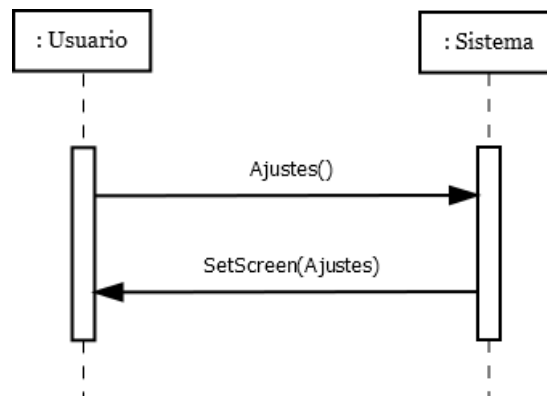 : Usuario
: Sistema
Ajustes()
SetScreen(Ajustes)